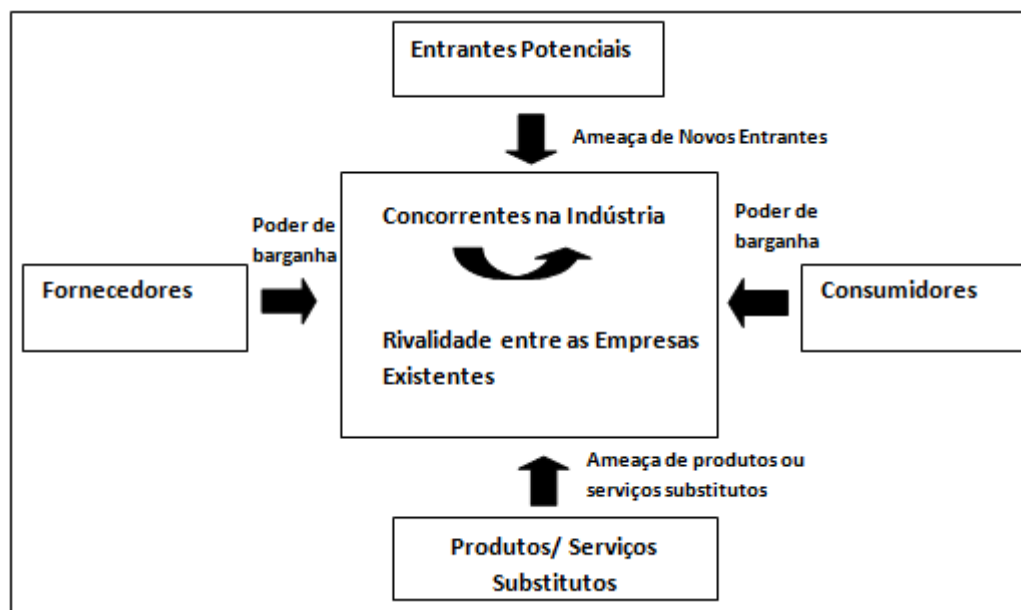 Entrantes Potenciais
Ameaça de Novos Entrantes
Concorrentes na Indústria
Poder de
barganha
Poder de
barganha
Fornecedores
Consumidores
Rivalidade entre as Empresas
Existentes
Ameaça de produtos ou
serviços substitutos
Produtos/ Serviços
Substitutos